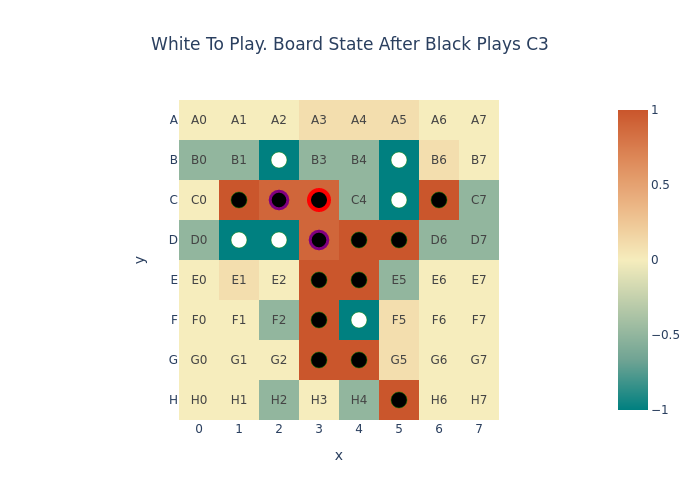 White To Play. Board State After Black Plays C3
A A0 A1 A2 A3 A4 A5 A6 A7
1
B B0 B1 B3 B4 B6 B7
0.5
C C0 C4 C7
D D0 D6 D7
y
0
E E0 E1 E2 E5 E6 E7
F F0 F1 F2 F5 F6 F7
−0.5
G G0 G1 G2 G5 G6 G7
H H0 H1 H2 H3 H4 H6 H7
−1
0 1 2 3 4 5 6 7
x